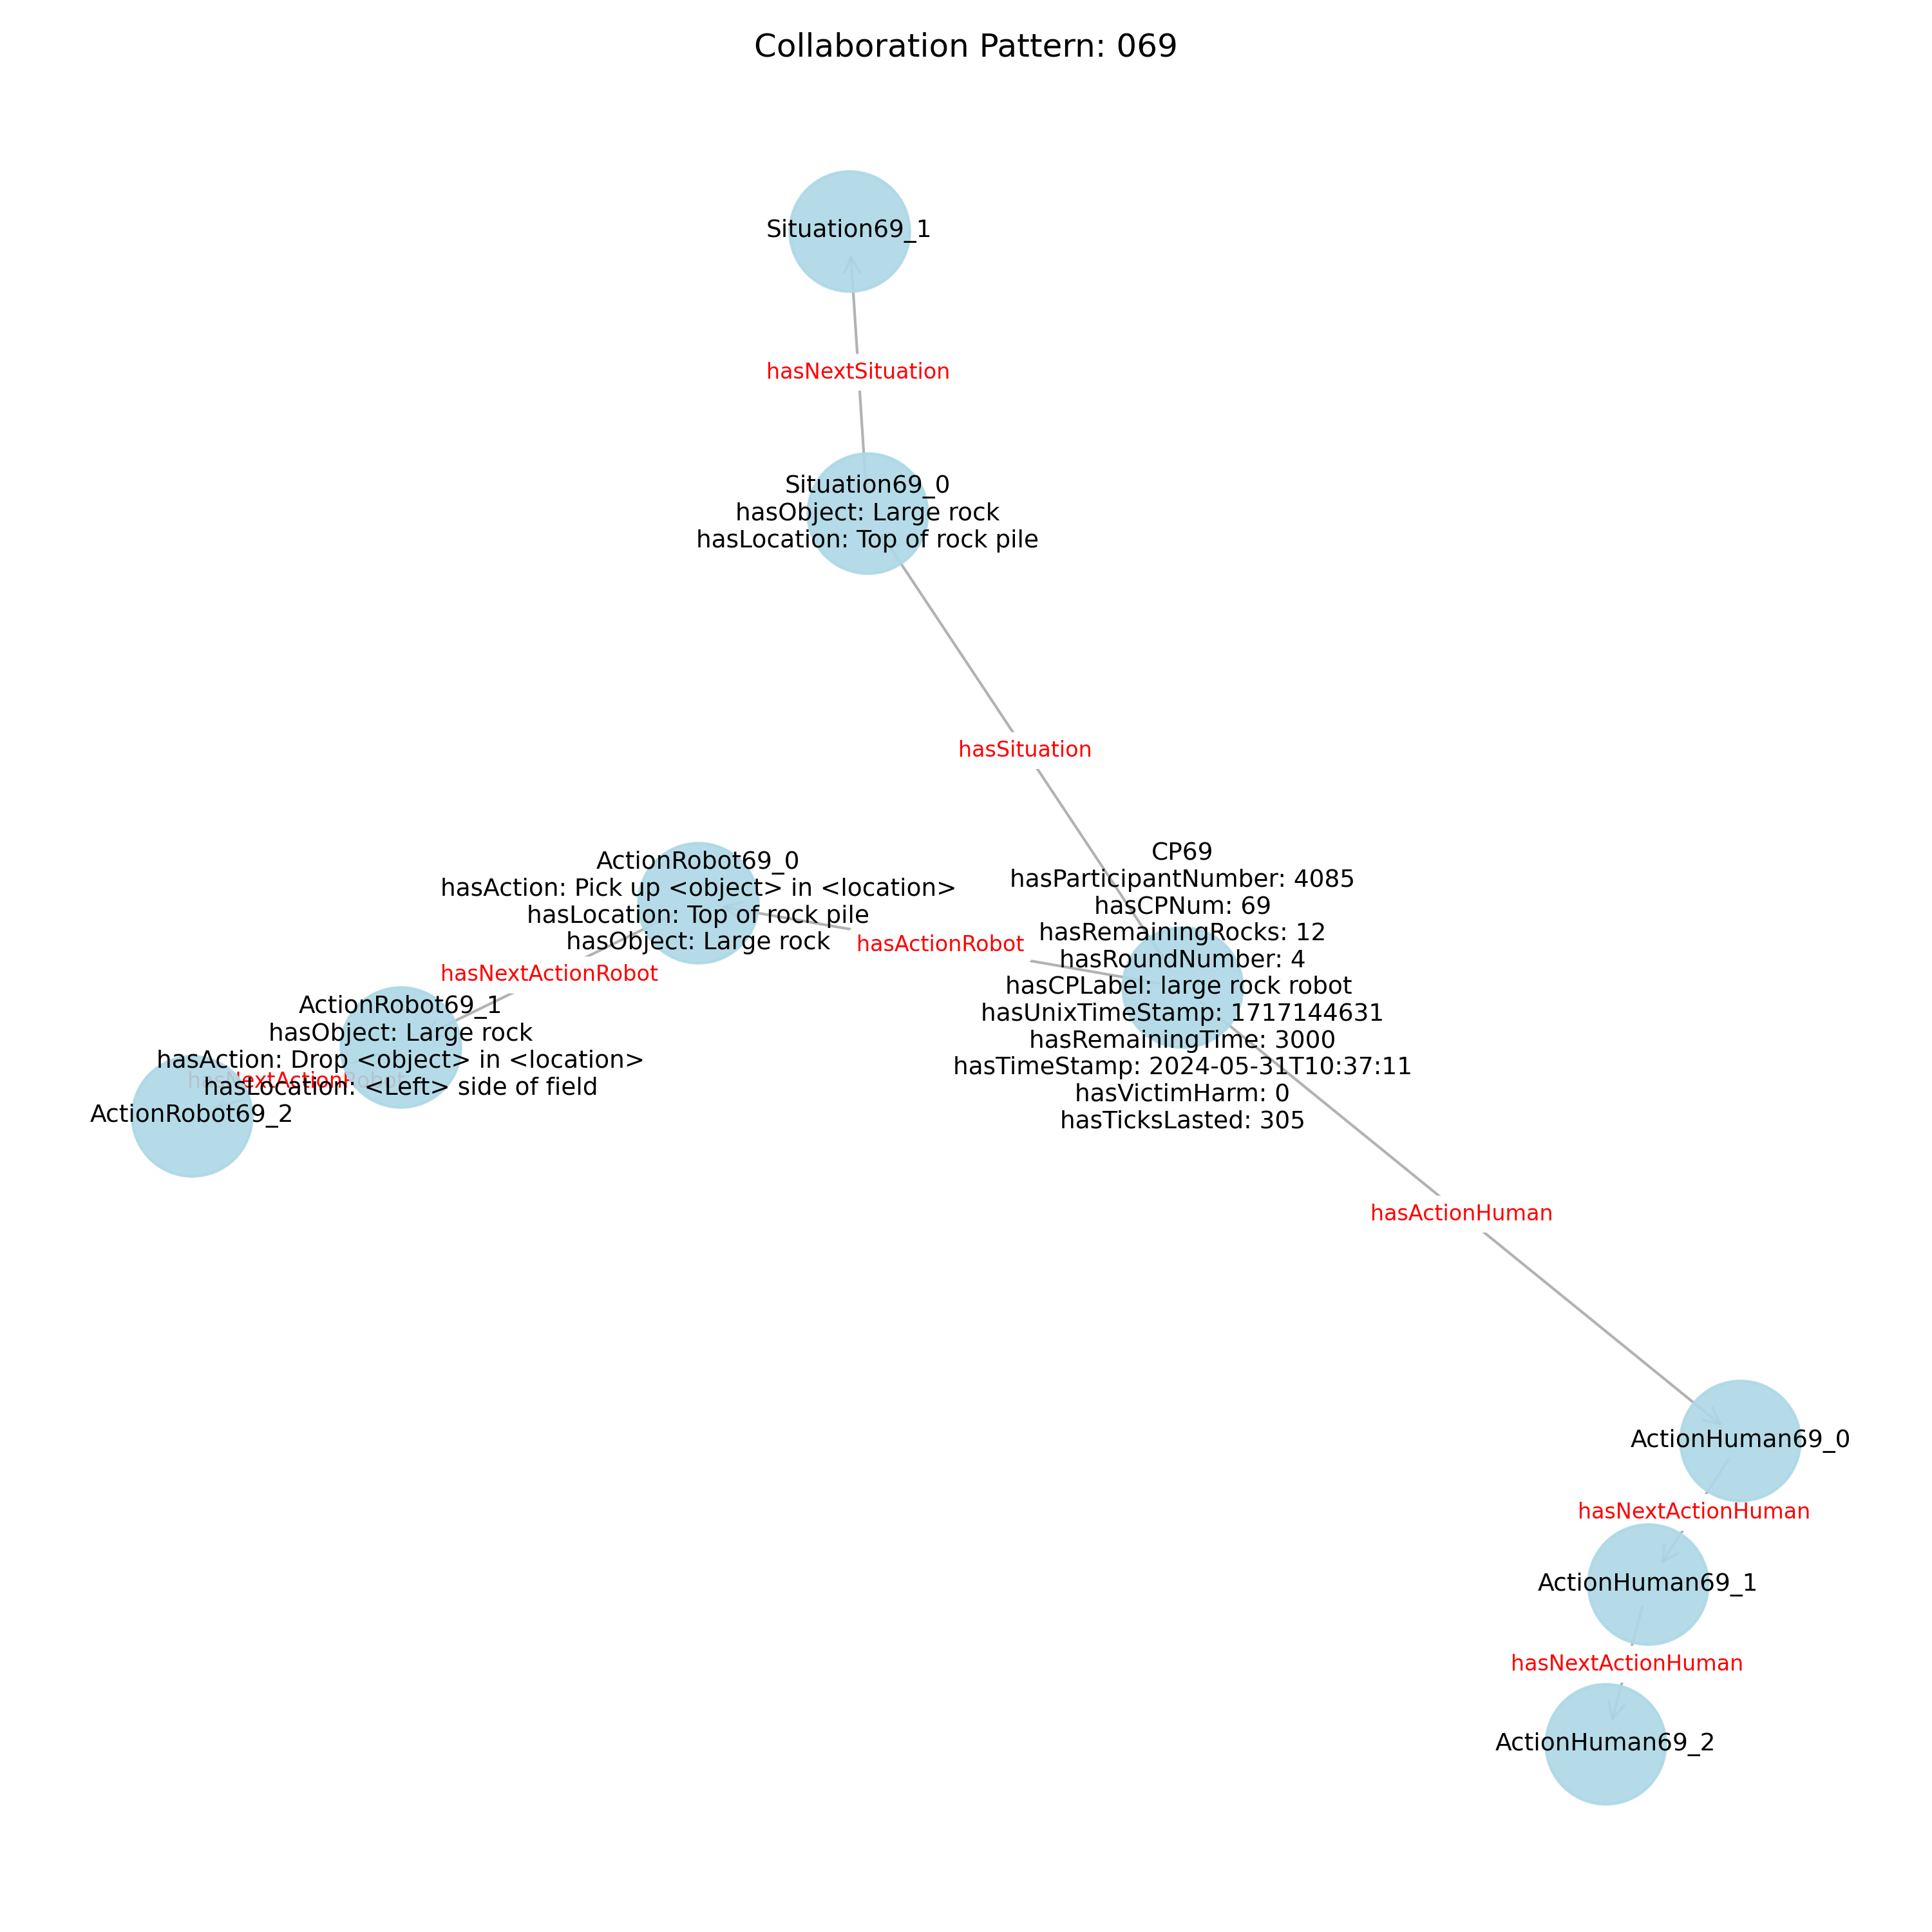 Collaboration Pattern: 069
Situation69_1
hasNextSituation
Situation69_0
hasObject: Large rock
hasLocation: Top of rock pile
hasSituation
ActionRobot69_0
hasAction: Pick up <object> in <location>
hasLocation: Top of rock pile
hasObject: Large rock
hasActionRobot
hasNextActionRobot
CP69
hasParticipantNumber: 4085
hasCPNum: 69
hasRemainingRocks: 12
hasRoundNumber: 4
hasCPLabel: large rock robot
hasUnixTimeStamp: 1717144631
hasRemainingTime: 3000
hasTimeStamp: 2024-05-31T10:37:11
hasVictimHarm: 0
hasTicksLasted: 305
ActionRobot69_1
hasObject: Large rock
hasAction: Drop <object> in <location>
hasLocation: <Left> side of field
hasNextActionRobot
ActionRobot69_2
hasActionHuman
ActionHuman69_0
hasNextActionHuman
ActionHuman69_1
hasNextActionHuman
ActionHuman69_2